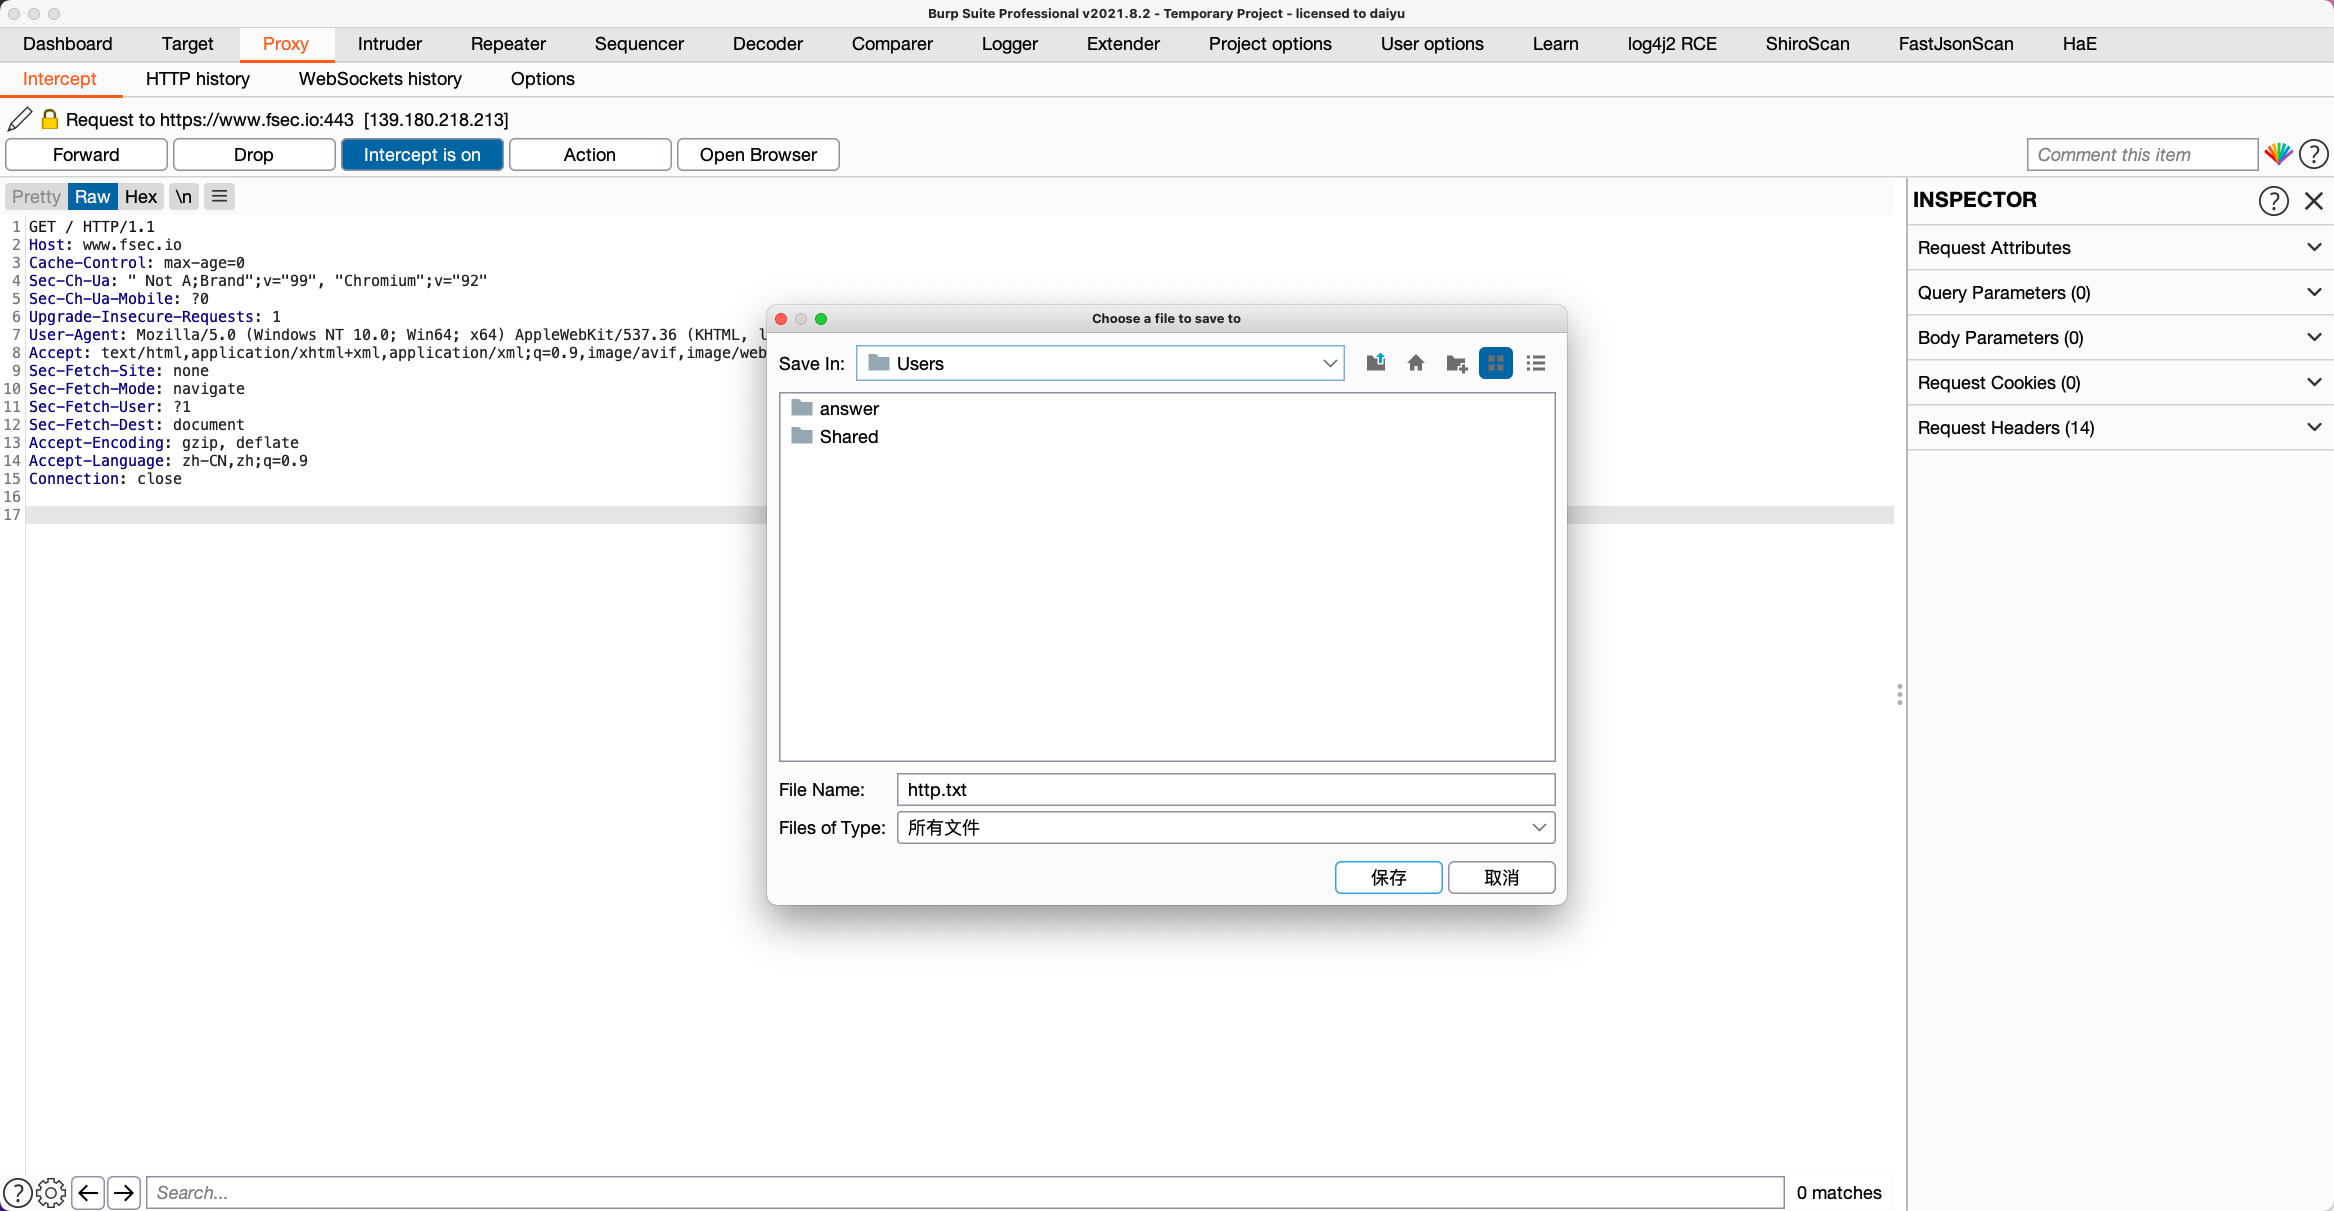 Burp Suite Professional v2021.8.2 - Temporary Project - licensed to daiyu
Dashboard Target Proxy Intruder Repeater Sequencer Decoder Comparer Logger Extender Project options User options Learn log4j2 RCE ShiroScan FastJsonScan HaE
Intercept HTTP history WebSockets history Options
Request to https://www.fsec.io:443 [139.180.218.213]
Forward Drop Intercept is on Action Open Browser Comment this item ?
Pretty Raw Hex \n
INSPECTOR ?
1 GET / HTTP/1.1
2 Host: www.fsec.io
3 Cache-Control: max-age=0
4 Sec-Ch-Ua: " Not A;Brand";v="99", "Chromium";v="92"
5 Sec-Ch-Ua-Mobile: ?0
6 Upgrade-Insecure-Requests: 1
7 User-Agent: Mozilla/5.0 (Windows NT 10.0; Win64; x64) AppleWebKit/537.36 (KHTML, l
8 Accept: text/html,application/xhtml+xml,application/xml;q=0.9,image/avif,image/web
9 Sec-Fetch-Site: none
10 Sec-Fetch-Mode: navigate
11 Sec-Fetch-User: ?1
12 Sec-Fetch-Dest: document
13 Accept-Encoding: gzip, deflate
14 Accept-Language: zh-CN,zh;q=0.9
15 Connection: close
16
17
Choose a file to save to
Save In: Users
answer
Shared
File Name: http.txt
Files of Type: 所有文件
保存 取消
Request Attributes
Query Parameters (0)
Body Parameters (0)
Request Cookies (0)
Request Headers (14)
? Search... 0 matches